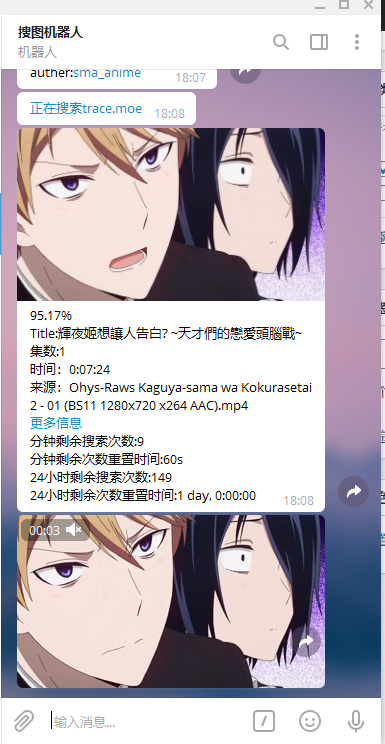 搜图机器人
机器人
auther:sma_anime
18:07
正在搜索trace.moe
18:08
95.17%
Title:輝夜姬想讓人告白? ~天才們的戀愛頭腦戰~
集数:1
时间：0:07:24
来源：Ohys-Raws Kaguya-sama wa Kokurasetai
2 - 01 (BS11 1280x720 x264 AAC).mp4
更多信息
分钟剩余搜索次数:9
分钟剩余次数重置时间:60s
24小时剩余搜索次数:149
24小时剩余次数重置时间:1 day, 0:00:00
18:08
00:03
输入消息...